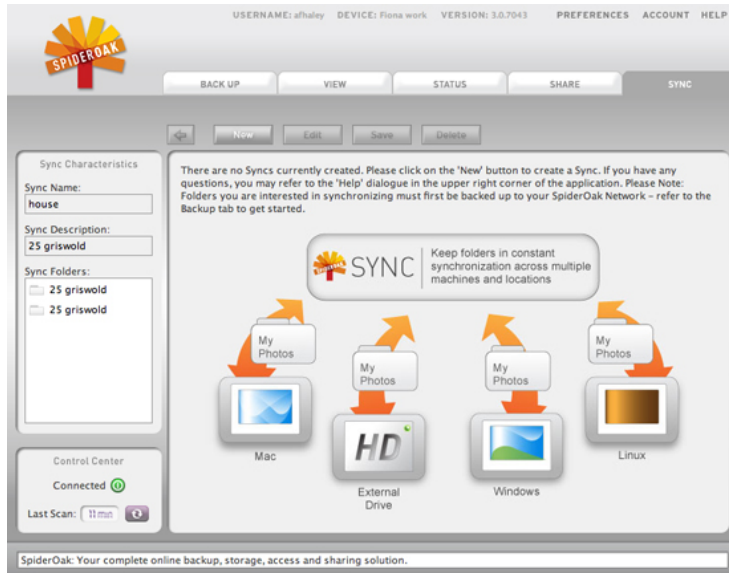 USERNAME: afhaley DEVICE: Fiona work VERSION: 3.0.7043 PREFERENCES ACCOUNT HELP
SPIDEROAK
BACK UP VIEW STATUS SHARE SYNC
New Edit Save Delete
Sync Characteristics
Sync Name:
house
Sync Description:
25 griswold
Sync Folders:
25 griswold
25 griswold
There are no Syncs currently created. Please click on the 'New' button to create a Sync. If you have any
questions, you may refer to the 'Help' dialogue in the upper right corner of the application. Please Note:
Folders you are interested in synchronizing must first be backed up to your SpiderOak Network – refer to the
Backup tab to get started.
SPIDEROAK SYNC
Keep folders in constant
synchronization across multiple
machines and locations
My
Photos
My
Photos
My
Photos
My
Photos
HD
Mac
External
Drive
Windows
Linux
Control Center
Connected
Last Scan: 11 min
SpiderOak: Your complete online backup, storage, access and sharing solution.